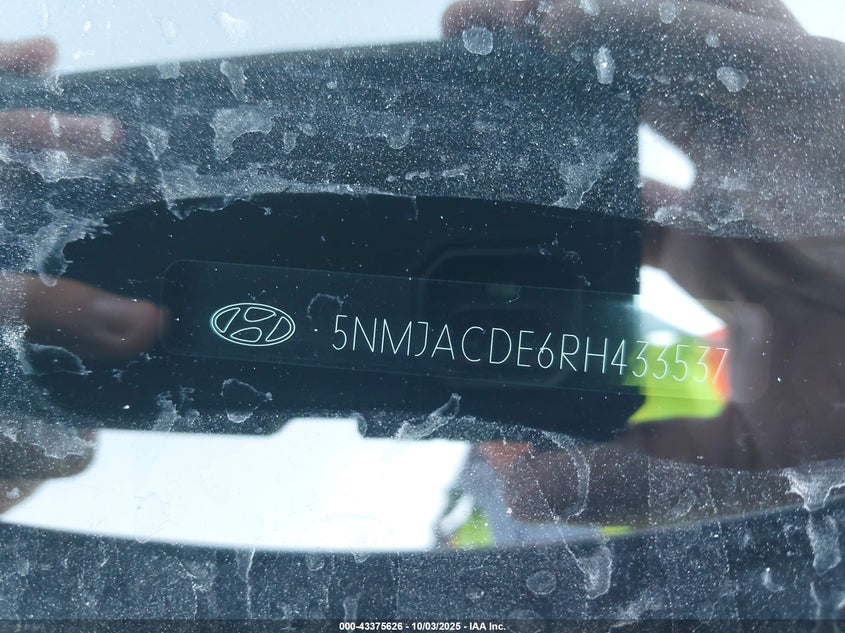 5NMJACDE6RH433537
000-43375626 - 10/03/2025 - IAA Inc.